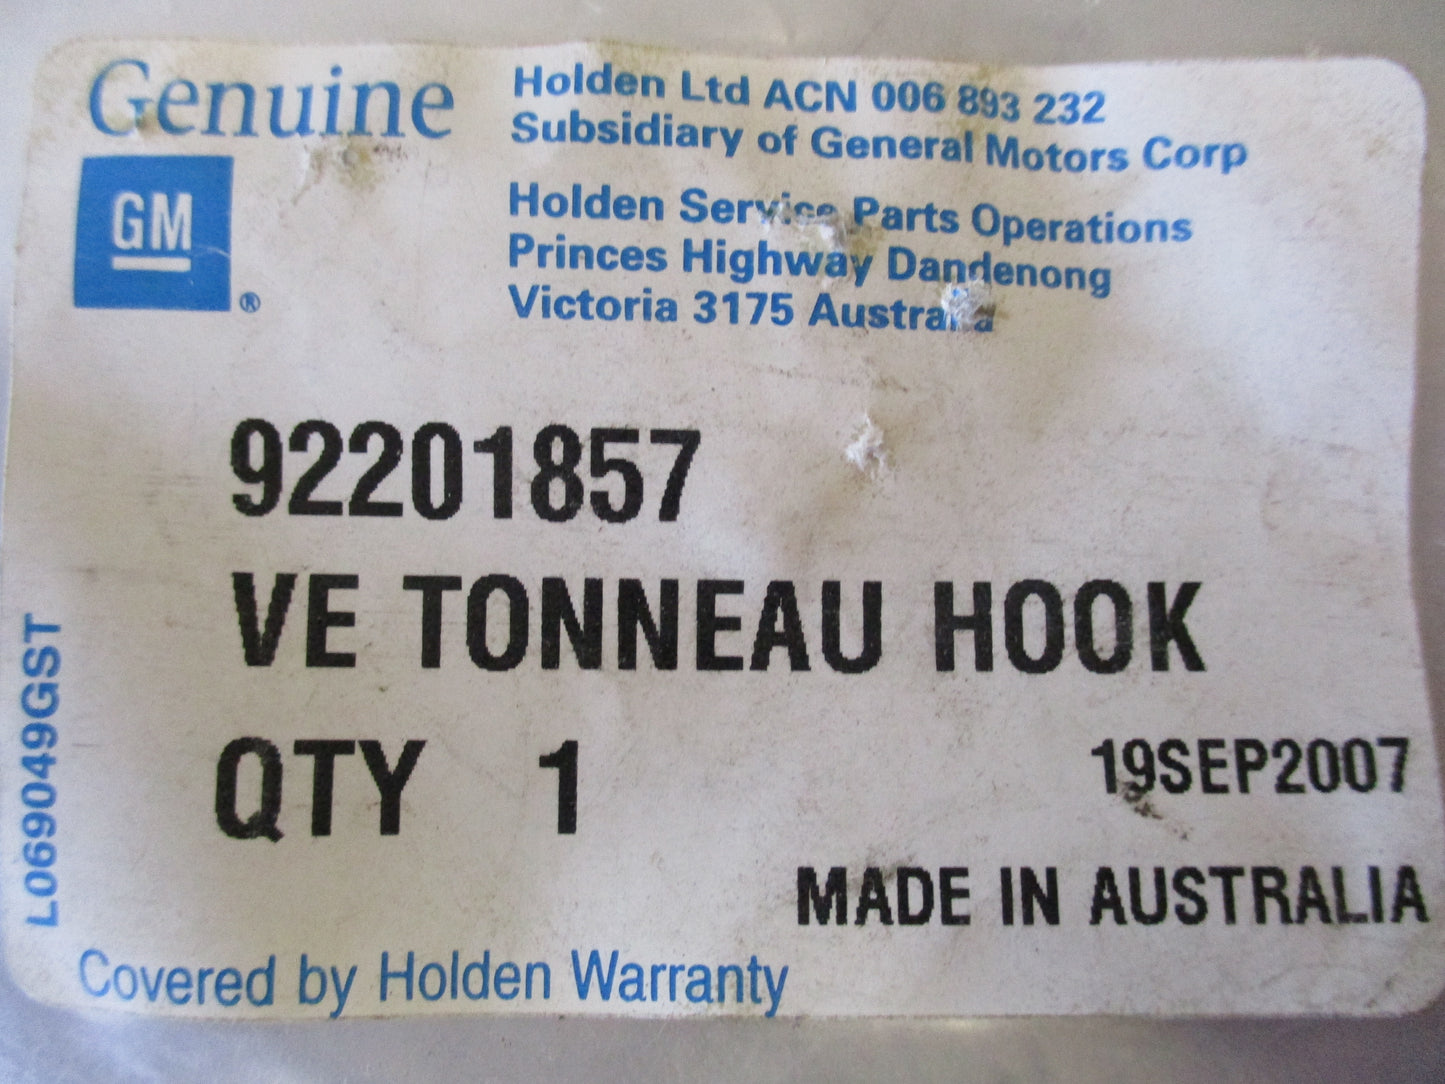 Genuine
GM
®
Holden Ltd ACN 006 893 232
Subsidiary of General Motors Corp
Holden Service Parts Operations
Princes Highway Dandenong
Victoria 3175 Australia
92201857
VE TONNEAU HOOK
QTY 1
19SEP2007
MADE IN AUSTRALIA
L069049GST
Covered by Holden Warranty